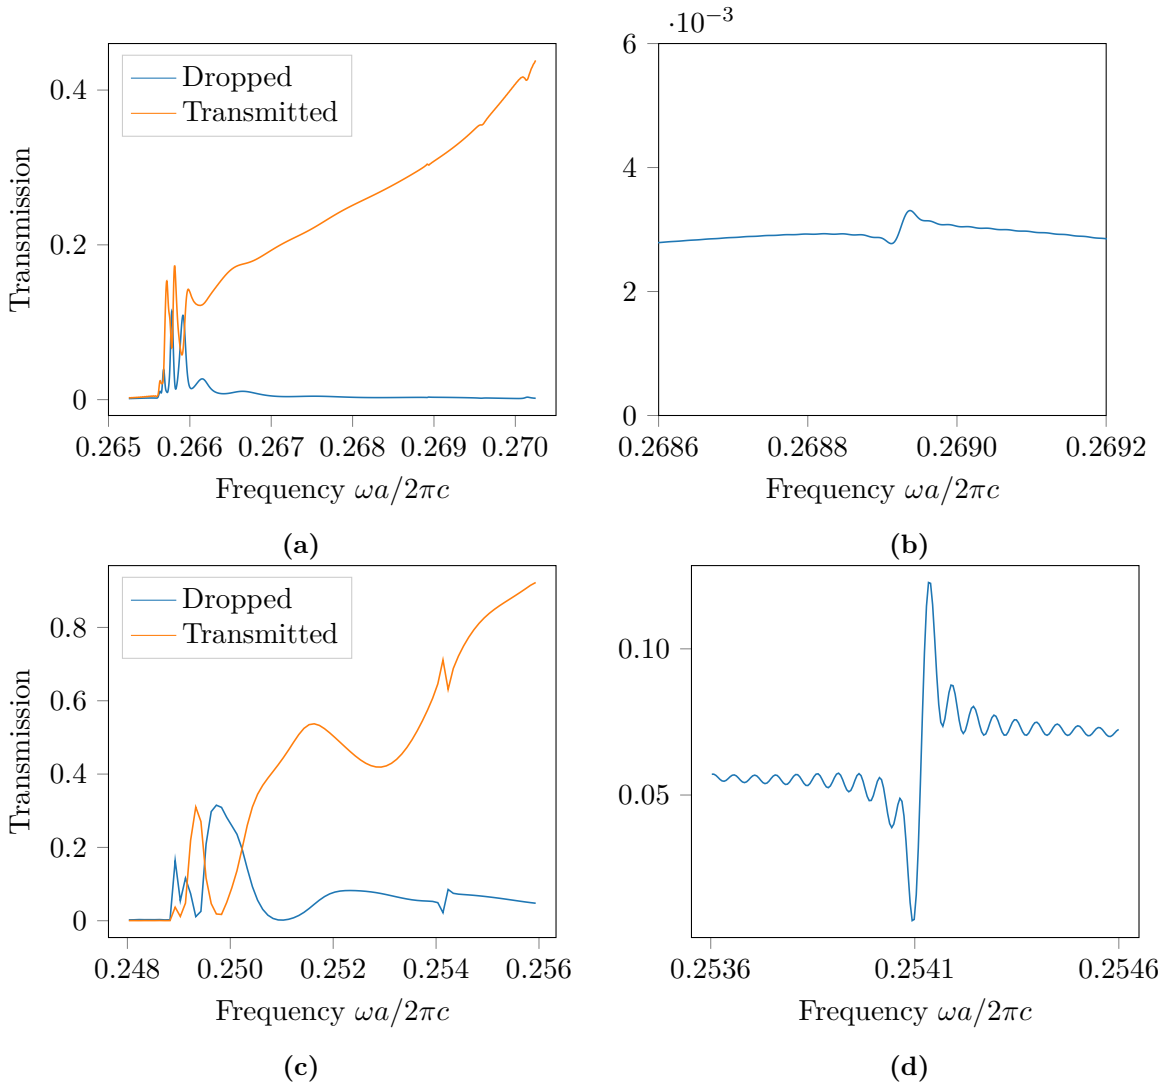 ·10⁻³
Dropped
Transmitted
Transmission
0.4
0.2
0
0.265 0.266 0.267 0.268 0.269 0.270
Frequency ωa/2πc
(a)
6
4
2
0
0.2686 0.2688 0.2690 0.2692
Frequency ωa/2πc
(b)
Dropped
Transmitted
Transmission
0.8
0.6
0.4
0.2
0
0.248 0.250 0.252 0.254 0.256
Frequency ωa/2πc
(c)
0.10
0.05
0.2536 0.2541 0.2546
Frequency ωa/2πc
(d)